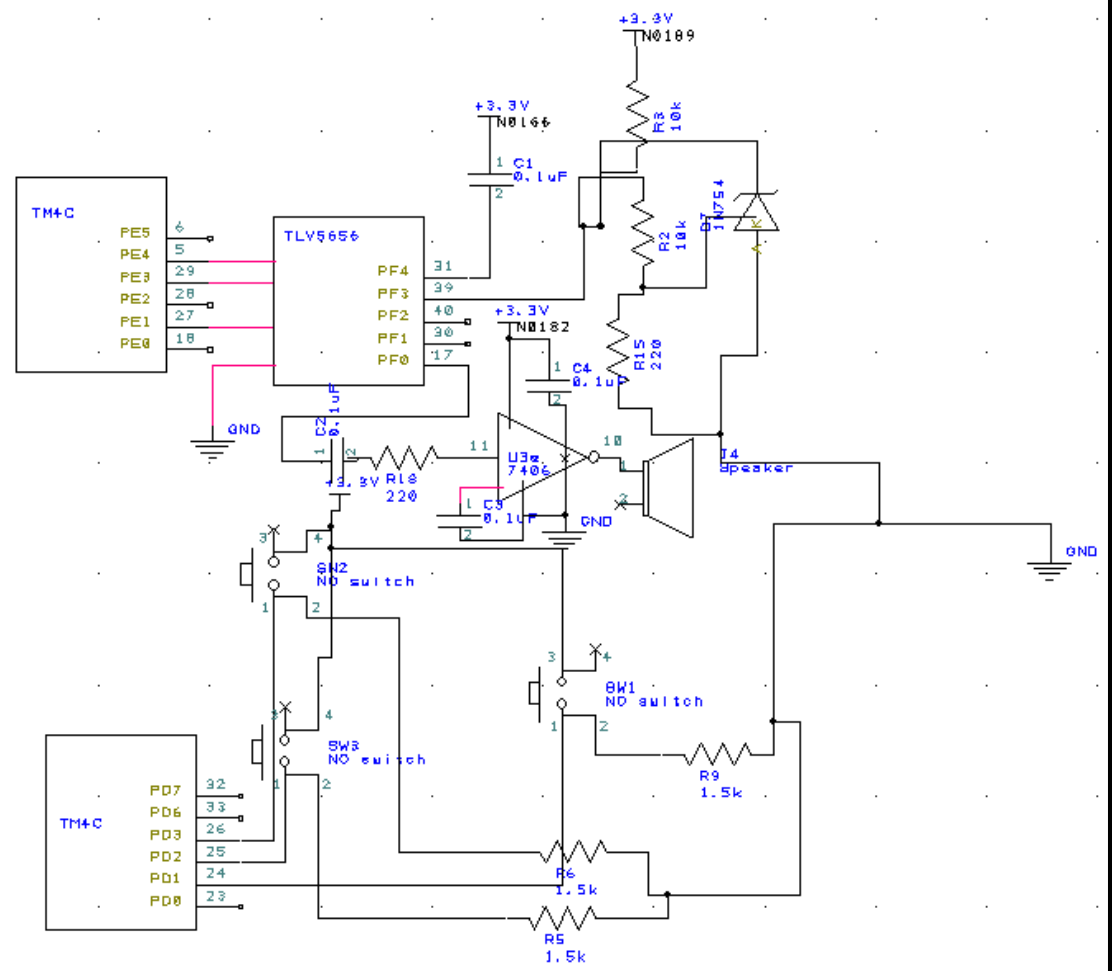 +3.3V
N0189
R3
10k
+3.3V
N0166
1
C1
0.1uF
2
TM4C
PE5 6
PE4 5
PE3 29
PE2 28
PE1 27
PE0 18
TLV5656
PF4 31
PF3 39
PF2 40
PF1 30
PF0 17
R2
10k
D7
1N754
K
A
+3.3V
N0182
1
C4
0.1uF
2
R15
220
GND
C2
0.1uF
1
2
R18
220
11
U3e
7406
10
1
2
J4
Speaker
+3.3V
1
C3
0.1uF
2
GND
GND
3
4
SW2
NO switch
1
2
3
4
SW1
NO switch
1
2
3
4
SW3
NO switch
1
2
R9
1.5k
TM4C
PD7 32
PD6 33
PD3 26
PD2 25
PD1 24
PD0 23
R6
1.5k
R5
1.5k